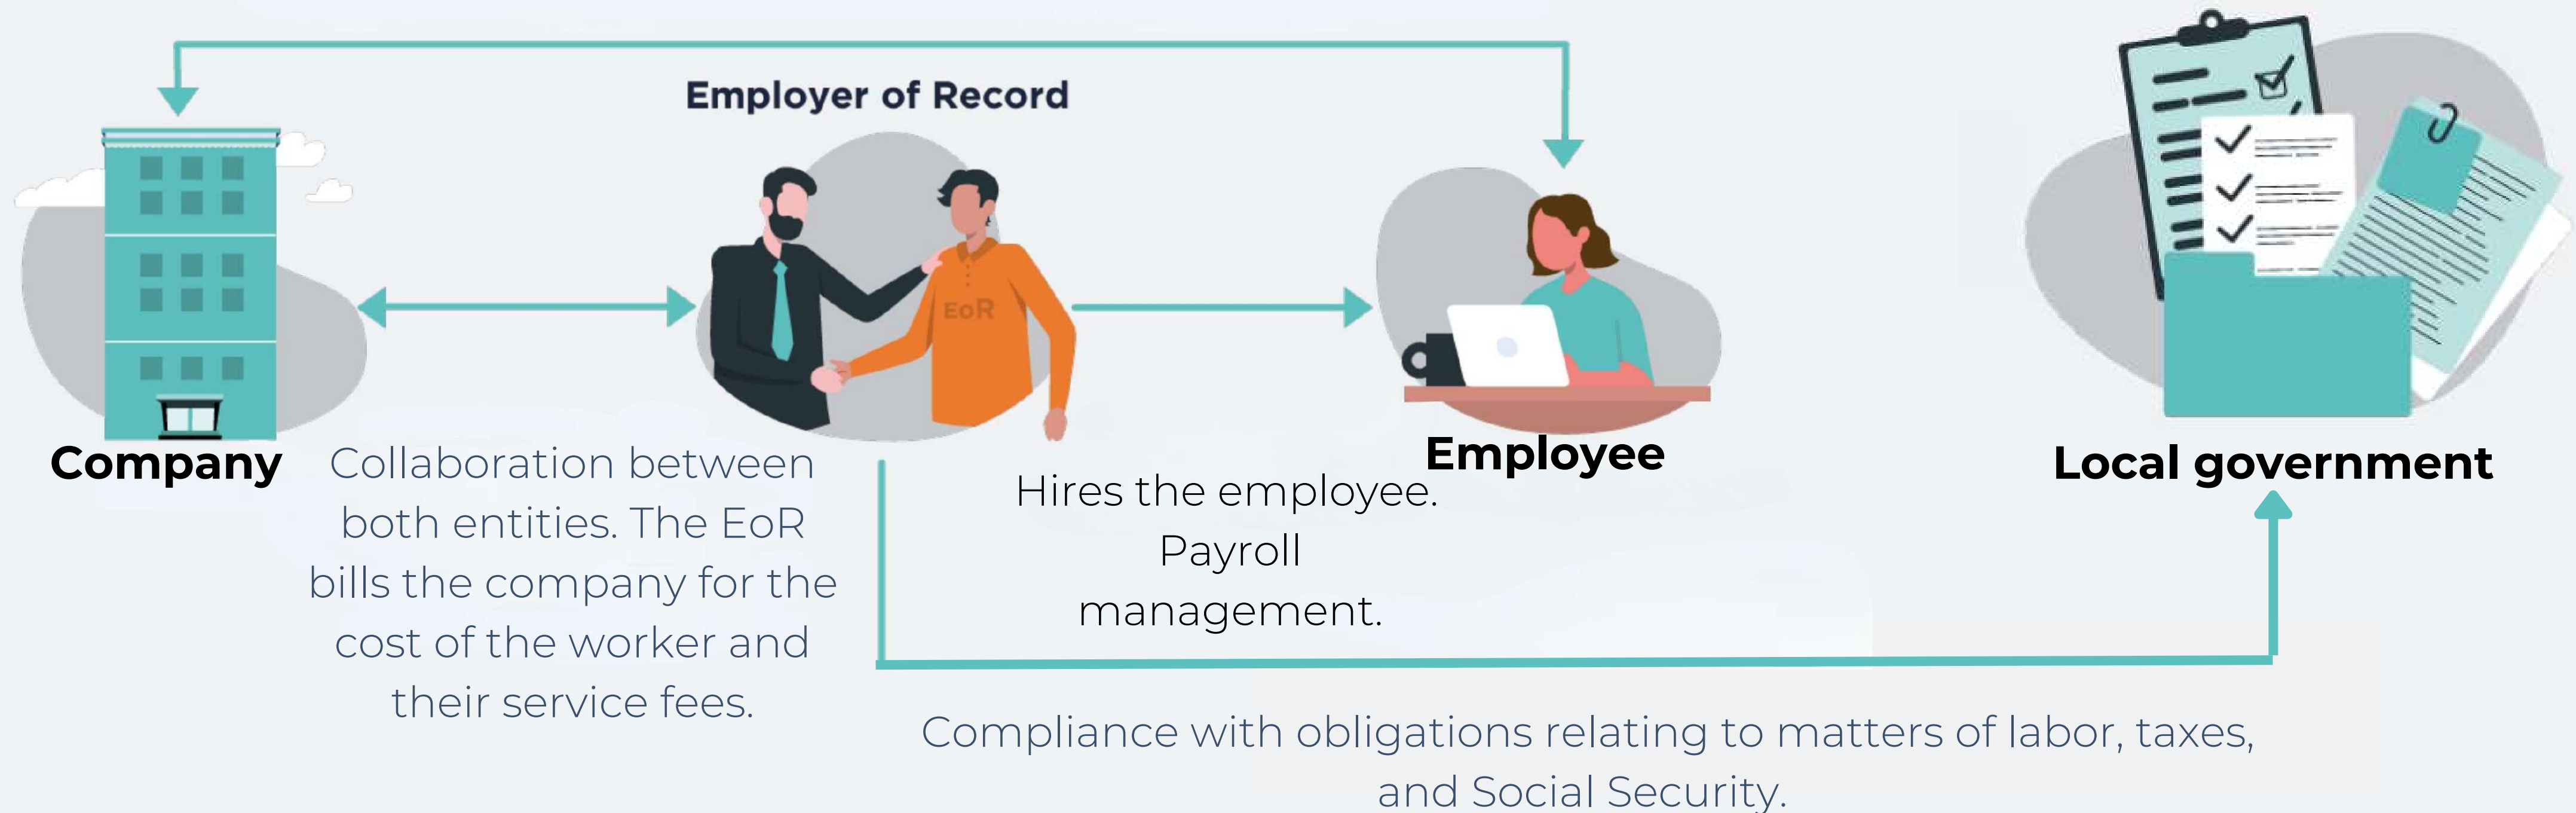 Employer of Record
EoR
Company
Collaboration between
both entities. The EoR
bills the company for the
cost of the worker and
their service fees.
Hires the employee.
Payroll
management.
Employee
Local government
Compliance with obligations relating to matters of labor, taxes,
and Social Security.